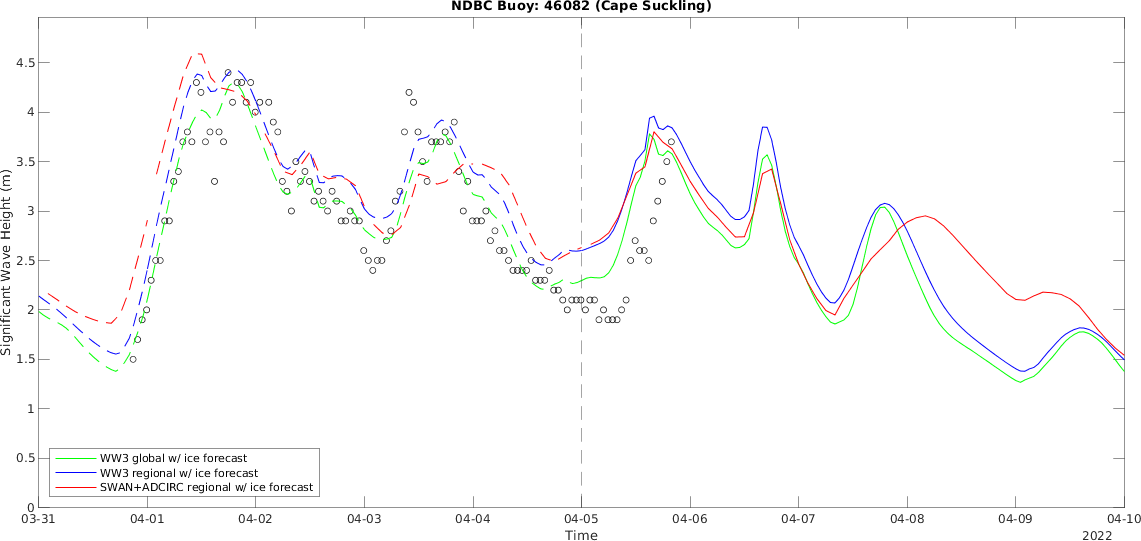 NDBC Buoy: 46082 (Cape Suckling)
Significant Wave Height (m)
4.5
4
3.5
3
2.5
2
1.5
1
0.5
0
WW3 global w/ ice forecast
WW3 regional w/ ice forecast
SWAN+ADCIRC regional w/ ice forecast
03-31 04-01 04-02 04-03 04-04 04-05 04-06 04-07 04-08 04-09 04-10
Time
2022